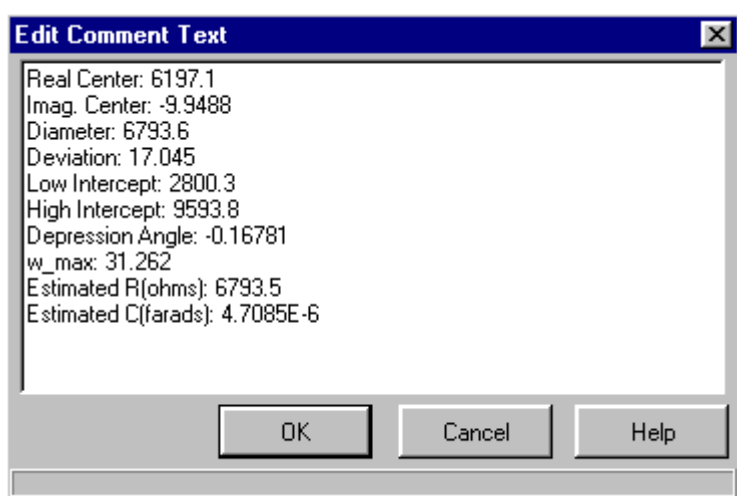 Edit Comment Text
Real Center: 6197.1
Imag. Center: -9.9488
Diameter: 6793.6
Deviation: 17.045
Low Intercept: 2800.3
High Intercept: 9593.8
Depression Angle: -0.16781
w_max: 31.262
Estimated R(ohms): 6793.5
Estimated C(farads): 4.7085E-6
OK Cancel Help